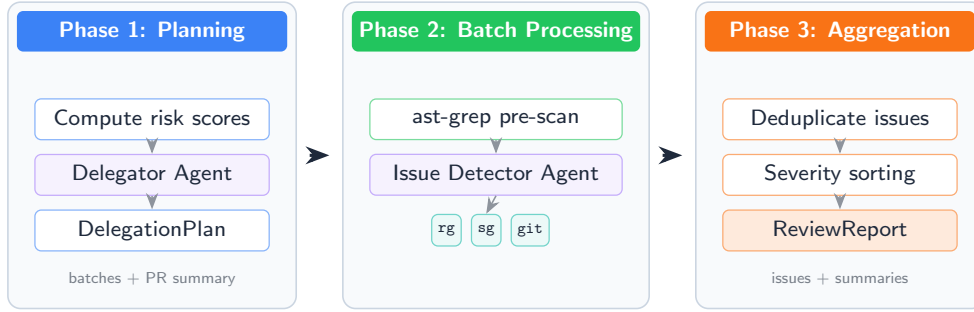 Phase 1: Planning
Compute risk scores
Delegator Agent
DelegationPlan
batches + PR summary
Phase 2: Batch Processing
ast-grep pre-scan
Issue Detector Agent
rg sg git
Phase 3: Aggregation
Deduplicate issues
Severity sorting
ReviewReport
issues + summaries